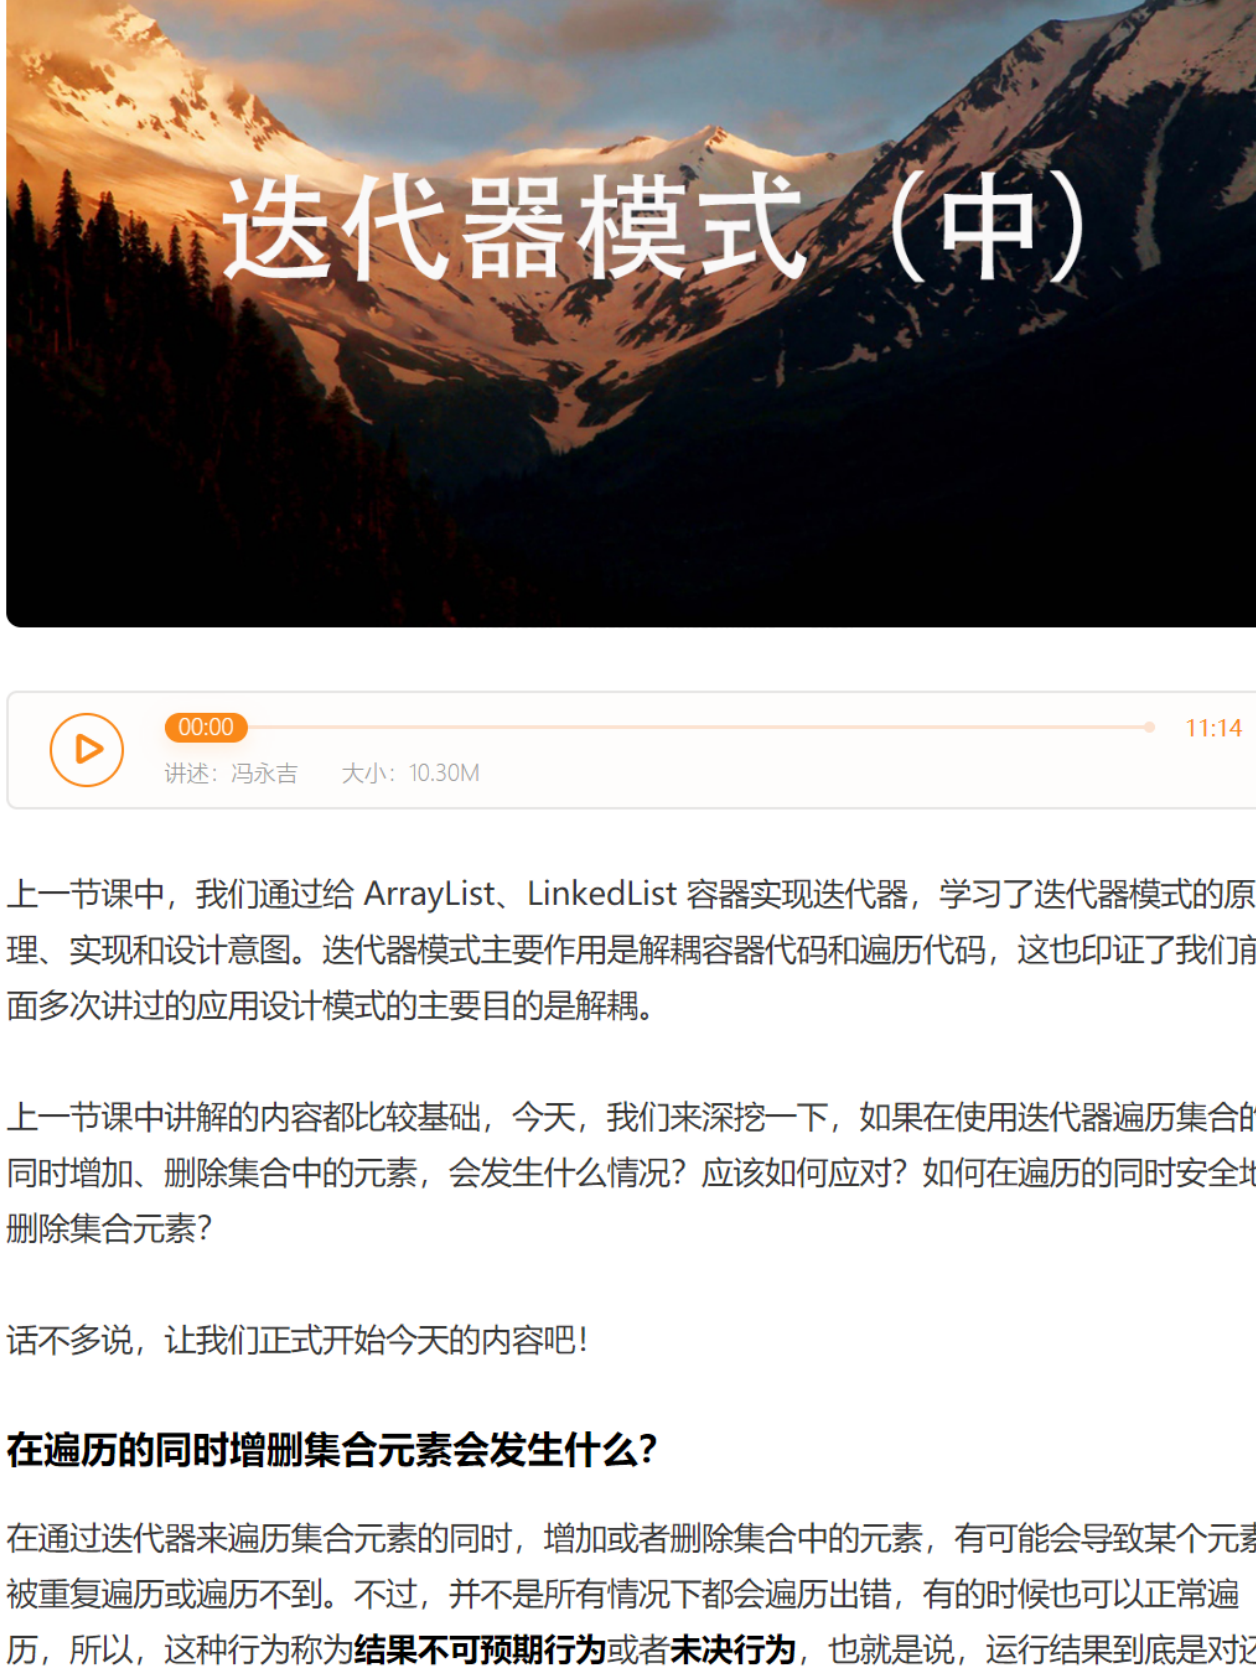 迭代器模式（中）
00:00
11:14
讲述：冯永吉 大小：10.30M
上一节课中，我们通过给 ArrayList、LinkedList 容器实现迭代器，学习了迭代器模式的原
理、实现和设计意图。迭代器模式主要作用是解耦容器代码和遍历代码，这也印证了我们前
面多次讲过的应用设计模式的主要目的是解耦。
上一节课中讲解的内容都比较基础，今天，我们来深挖一下，如果在使用迭代器遍历集合的
同时增加、删除集合中的元素，会发生什么情况？应该如何应对？如何在遍历的同时安全地
删除集合元素？
话不多说，让我们正式开始今天的内容吧！
在遍历的同时增删集合元素会发生什么？
在通过迭代器来遍历集合元素的同时，增加或者删除集合中的元素，有可能会导致某个元素
被重复遍历或遍历不到。不过，并不是所有情况下都会遍历出错，有的时候也可以正常遍
历，所以，这种行为称为结果不可预期行为或者未决行为，也就是说，运行结果到底是对还